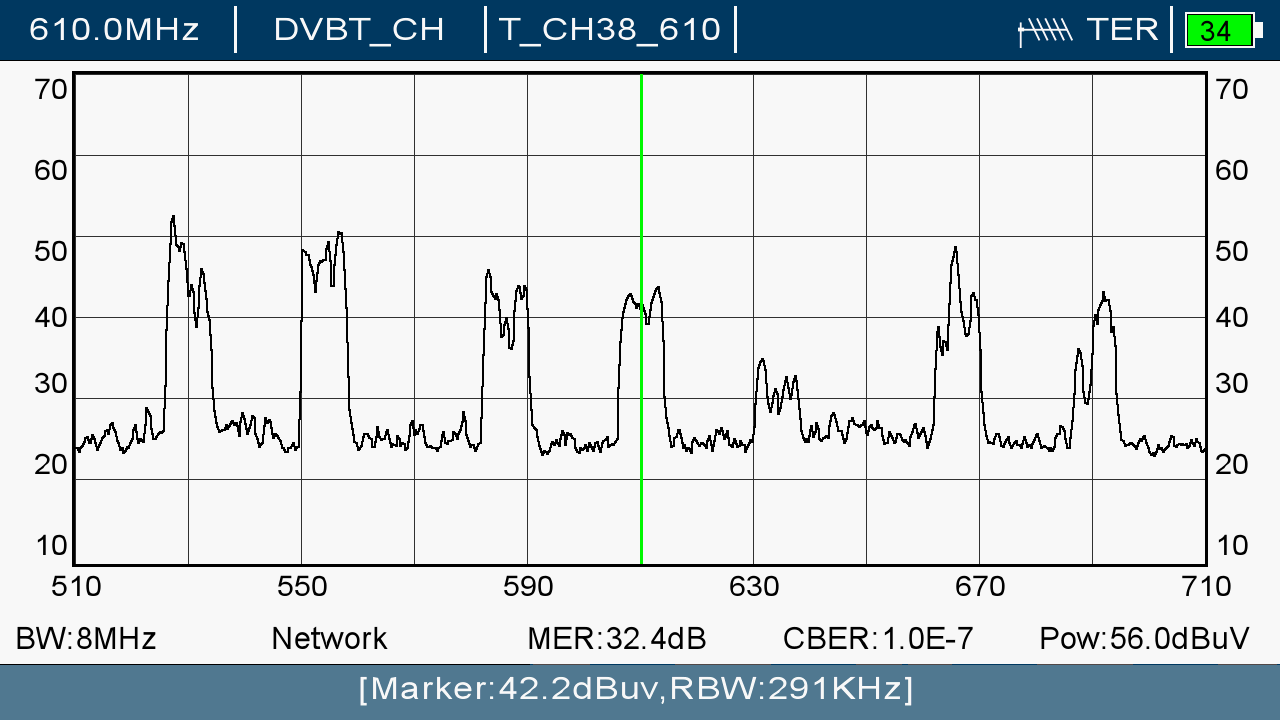 610.0MHz DVBT_CH T_CH38_610 TER 34
70 70
60 60
50 50
40 40
30 30
20 20
10 10
510 550 590 630 670 710
BW:8MHz Network MER:32.4dB CBER:1.0E-7 Pow:56.0dBuV
[Marker:42.2dBuv,RBW:291KHz]